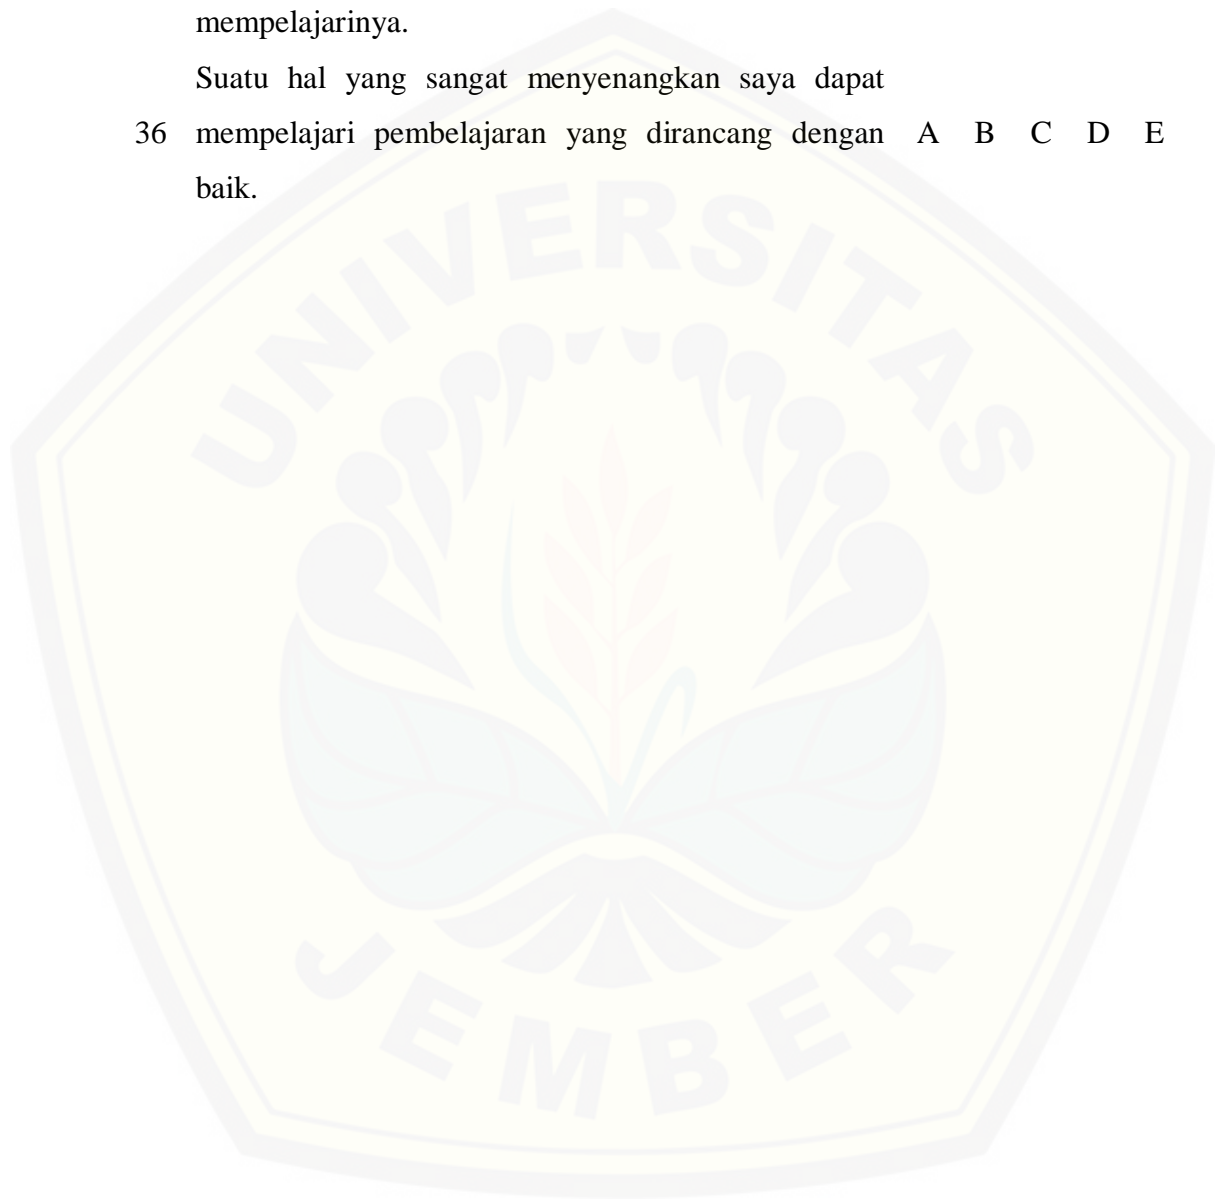 mempelajarinya.
Suatu hal yang sangat menyenangkan saya dapat
36 mempelajari pembelajaran yang dirancang dengan A B C D E
baik.
UNIVERSITAS
JEMBER